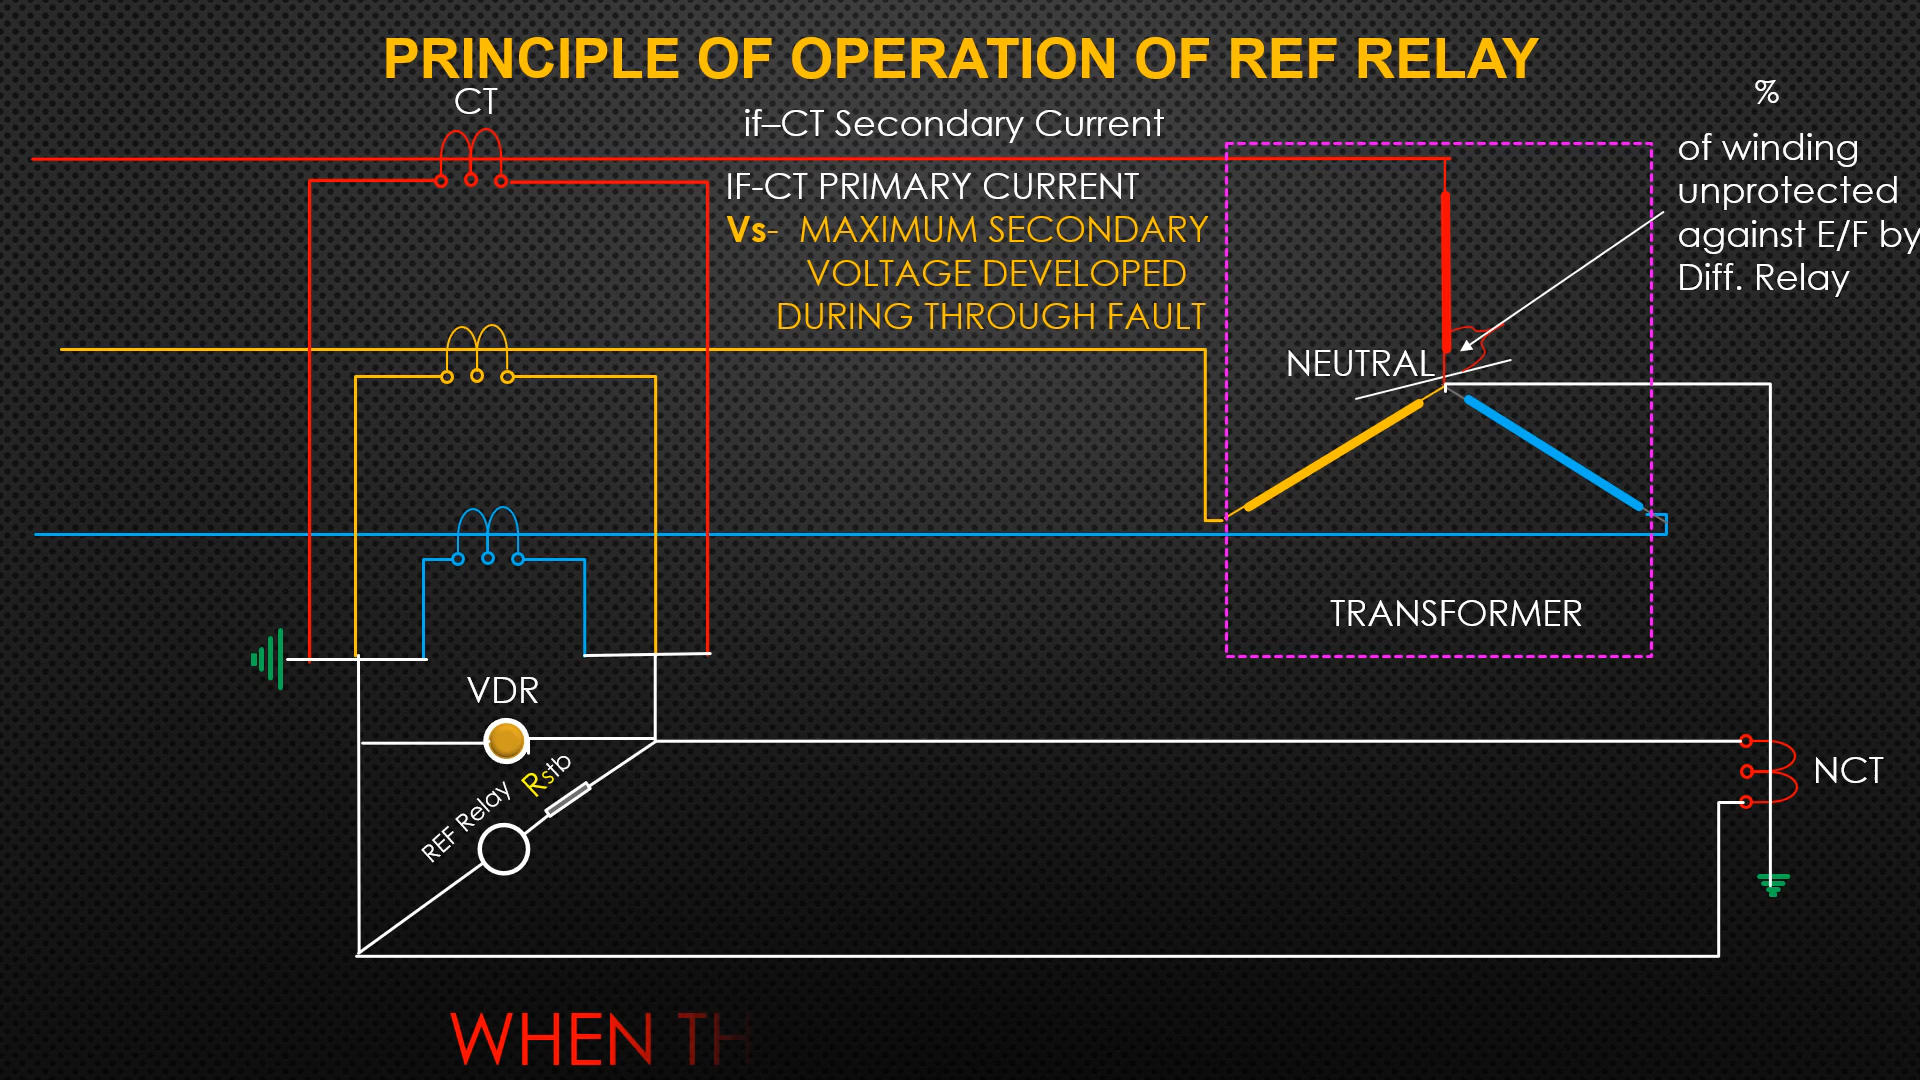 PRINCIPLE OF OPERATION OF REF RELAY
CT
if–CT Secondary Current
IF-CT PRIMARY CURRENT
Vs- MAXIMUM SECONDARY
VOLTAGE DEVELOPED
DURING THROUGH FAULT
%
of winding
unprotected
against E/F by
Diff. Relay
NEUTRAL
TRANSFORMER
VDR
Rstb
REF Relay
NCT
WHEN TH